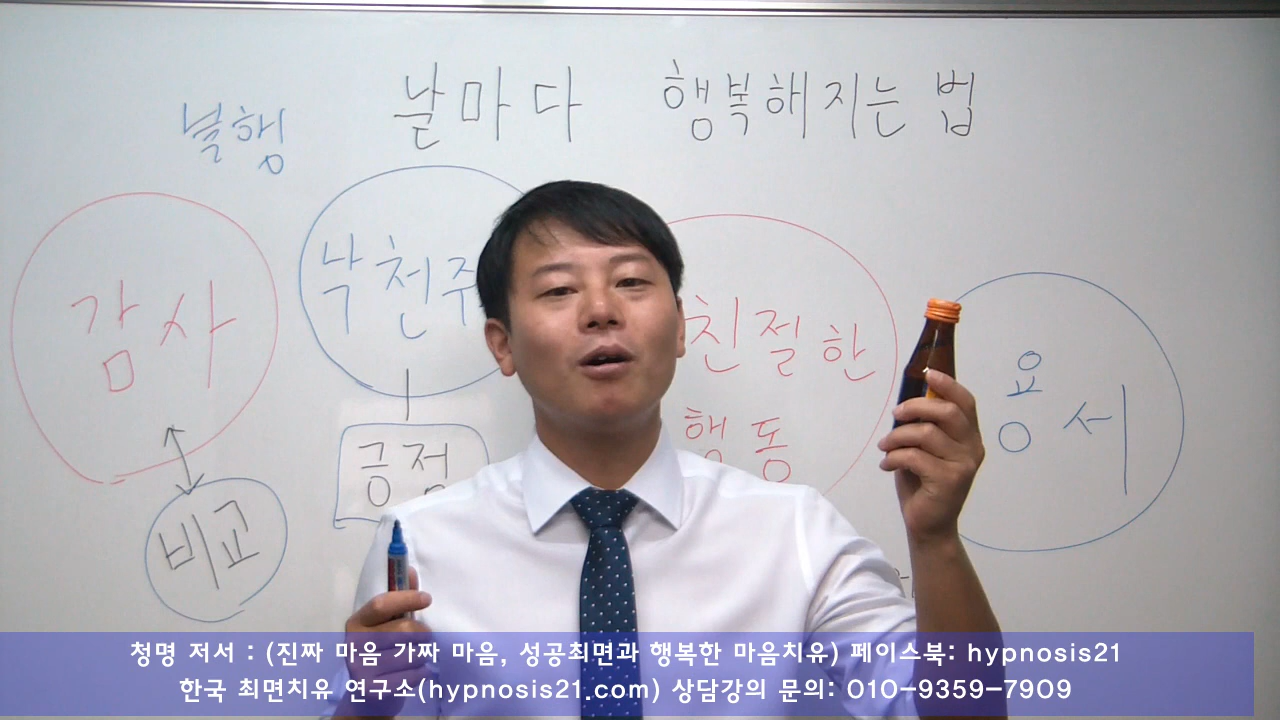 날마다 행복해지는 법
불행
감사
낙천주
친절한
행동
용서
긍정
비교
청명 저서 : (진짜 마음 가짜 마음, 성공최면과 행복한 마음치유) 페이스북: hypnosis21
한국 최면치유 연구소(hypnosis21.com) 상담강의 문의: 010-9359-7909